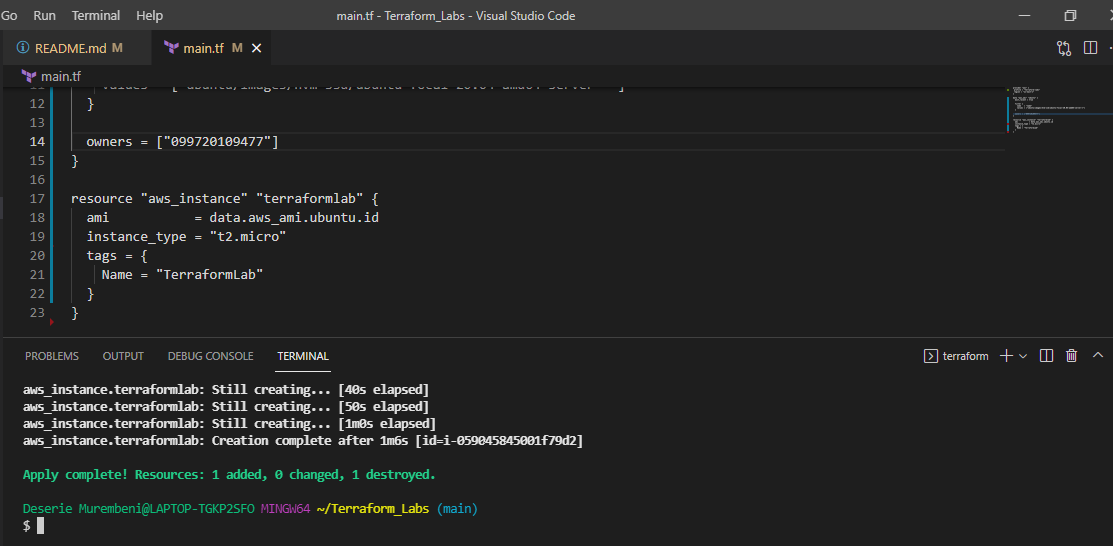 Go Run Terminal Help main.tf - Terraform_Labs - Visual Studio Code
README.md M main.tf M
main.tf
12 }
13
14 owners = ["099720109477"]
15 }
16
17 resource "aws_instance" "terraformlab" {
18 ami = data.aws_ami.ubuntu.id
19 instance_type = "t2.micro"
20 tags = {
21 Name = "TerraformLab"
22 }
23 }
PROBLEMS OUTPUT DEBUG CONSOLE TERMINAL terraform
aws_instance.terraformlab: Still creating... [40s elapsed]
aws_instance.terraformlab: Still creating... [50s elapsed]
aws_instance.terraformlab: Still creating... [1m0s elapsed]
aws_instance.terraformlab: Creation complete after 1m6s [id=i-059045845001f79d2]
Apply complete! Resources: 1 added, 0 changed, 1 destroyed.
Deserie Murembeni@LAPTOP-TGKP2SFO MINGW64 ~/Terraform_Labs (main)
$